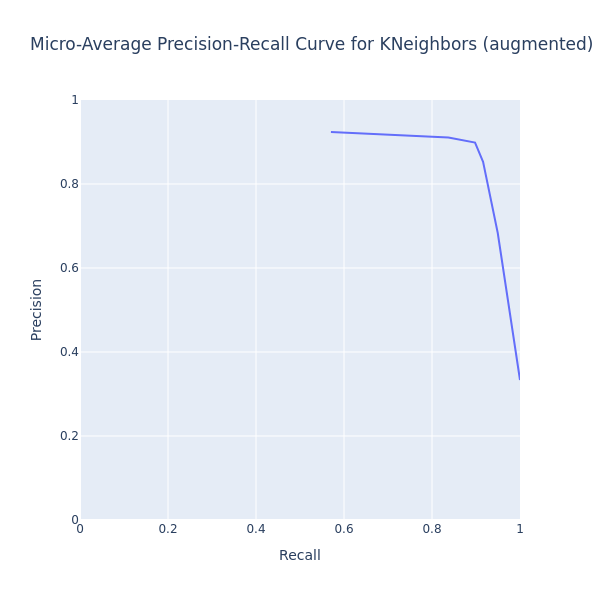 Micro-Average Precision-Recall Curve for KNeighbors (augmented)
1
0.8
0.6
0.4
0.2
0
0 0.2 0.4 0.6 0.8 1
Precision
Recall